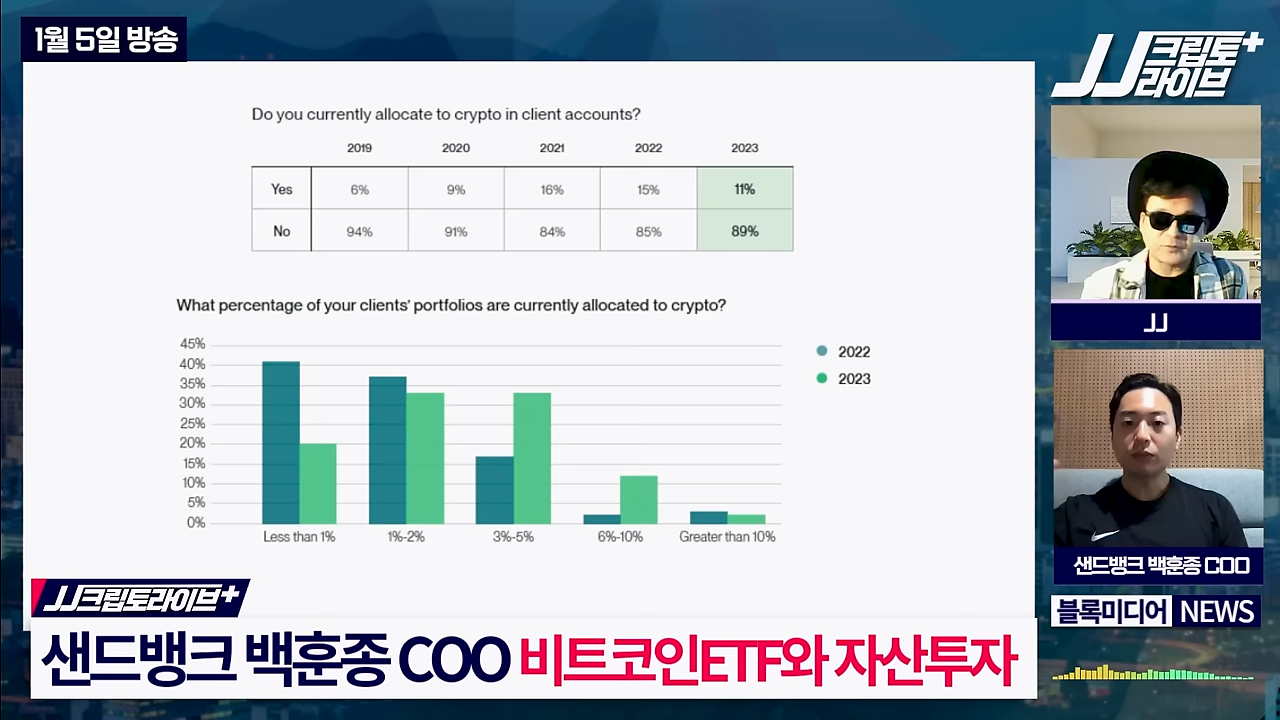 1월 5일 방송
JJ 크립토+
라이브
Do you currently allocate to crypto in client accounts?
2019 2020 2021 2022 2023
Yes 6% 9% 16% 15% 11%
No 94% 91% 84% 85% 89%
What percentage of your clients' portfolios are currently allocated to crypto?
45%
40%
35%
30%
25%
20%
15%
10%
5%
0%
Less than 1% 1%-2% 3%-5% 6%-10% Greater than 10%
2022
2023
JJ
샌드뱅크 백훈종 COO
블록미디어 NEWS
JJ크립토라이브+
샌드뱅크 백훈종 COO 비트코인ETF와 자산투자